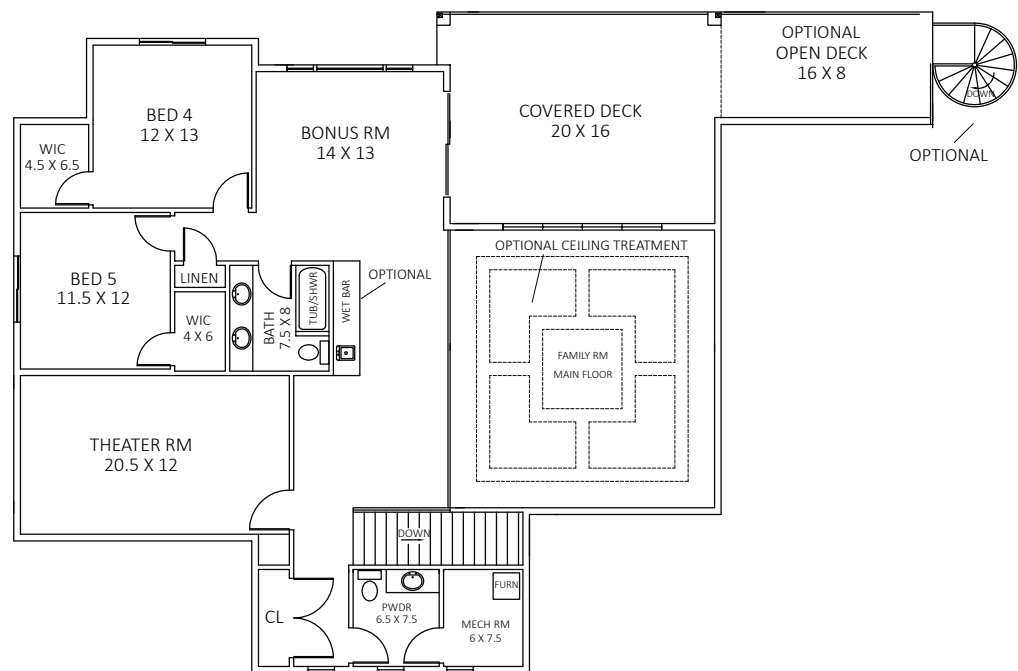 OPTIONAL
OPEN DECK
16 X 8
DOWN
OPTIONAL
COVERED DECK
20 X 16
BED 4
12 X 13
BONUS RM
14 X 13
WIC
4.5 X 6.5
OPTIONAL CEILING TREATMENT
BED 5
11.5 X 12
LINEN
WIC
4 X 6
BATH
7.5 X 8
TUB/SHWR
WET BAR
OPTIONAL
FAMILY RM
MAIN FLOOR
THEATER RM
20.5 X 12
DOWN
CL
PWDR
6.5 X 7.5
FURN
MECH RM
6 X 7.5